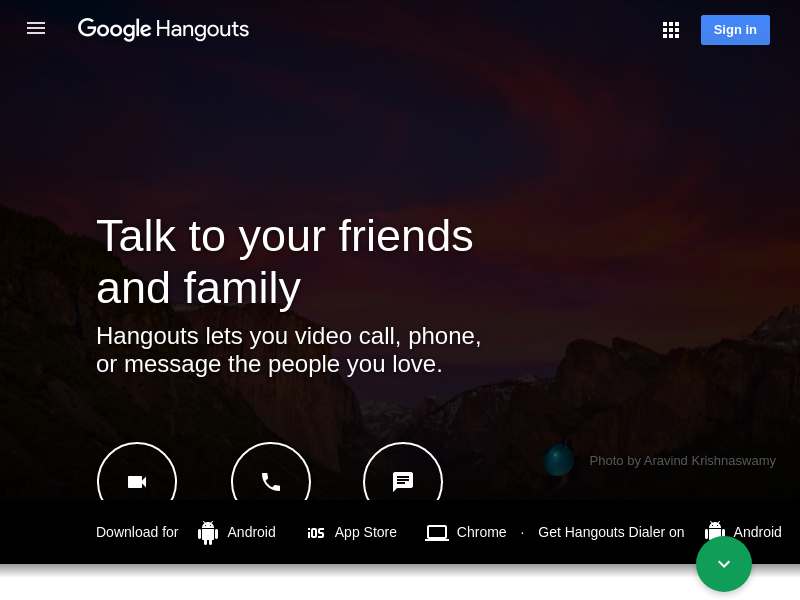 Google Hangouts
Sign in
Talk to your friends
and family
Hangouts lets you video call, phone,
or message the people you love.
Photo by Aravind Krishnaswamy
Download for Android iOS App Store Chrome · Get Hangouts Dialer on Android